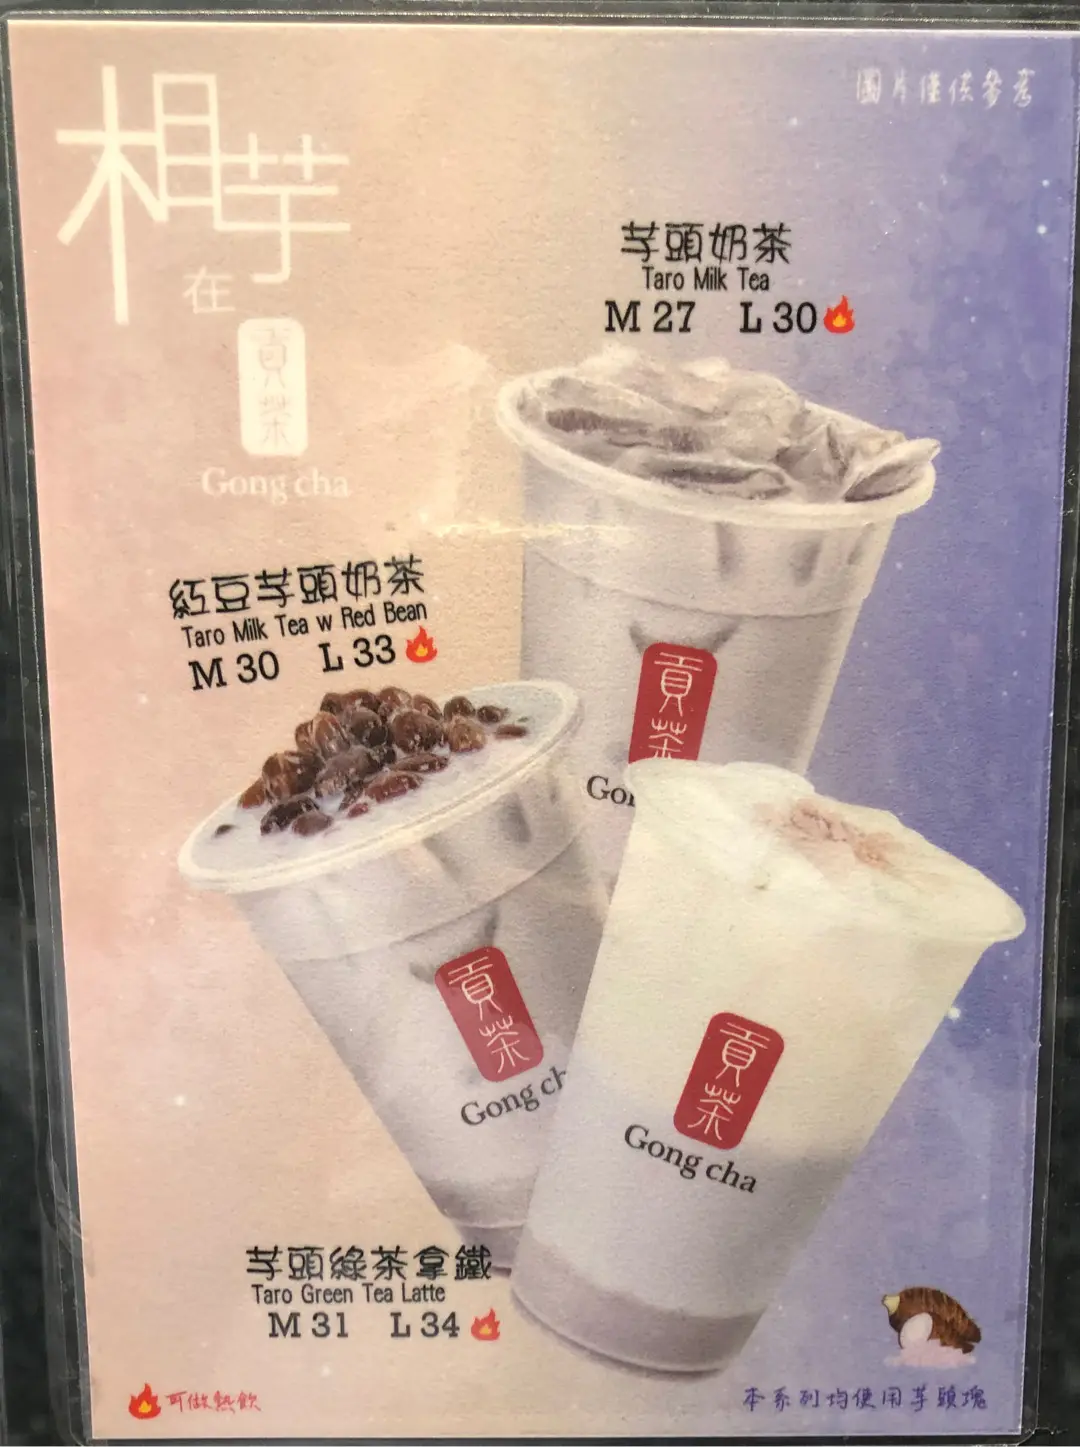 相芋
在
貢茶
Gong cha
圖片僅供參考
芋頭奶茶
Taro Milk Tea
M 27 L 30
紅豆芋頭奶茶
Taro Milk Tea w Red Bean
M 30 L 33
貢茶
Gon
貢茶
Gong ch
貢茶
Gong cha
芋頭綠茶拿鐵
Taro Green Tea Latte
M 31 L 34
可做熱飲
本系列均使用芋頭塊